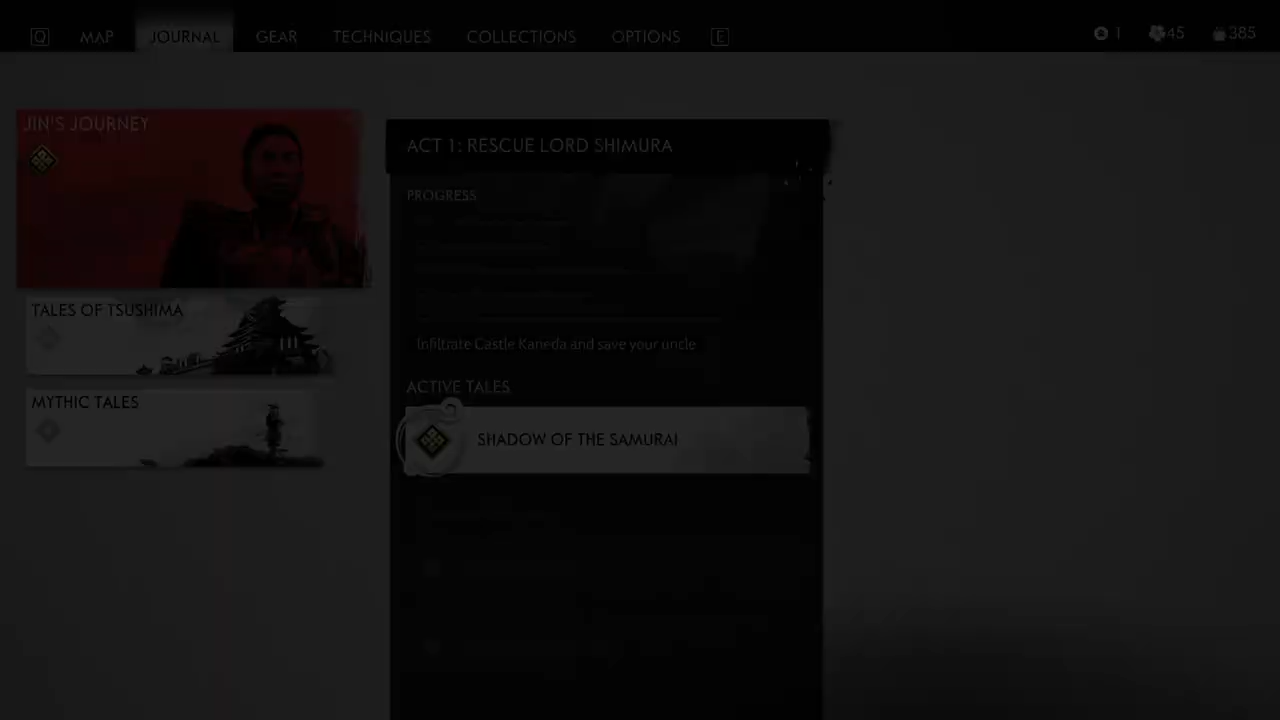 Q MAP JOURNAL GEAR TECHNIQUES COLLECTIONS OPTIONS E 1 45 385
JIN'S JOURNEY
TALES OF TSUSHIMA
MYTHIC TALES
ACT 1: RESCUE LORD SHIMURA
PROGRESS
Infiltrate Castle Kaneda and save your uncle
ACTIVE TALES
SHADOW OF THE SAMURAI